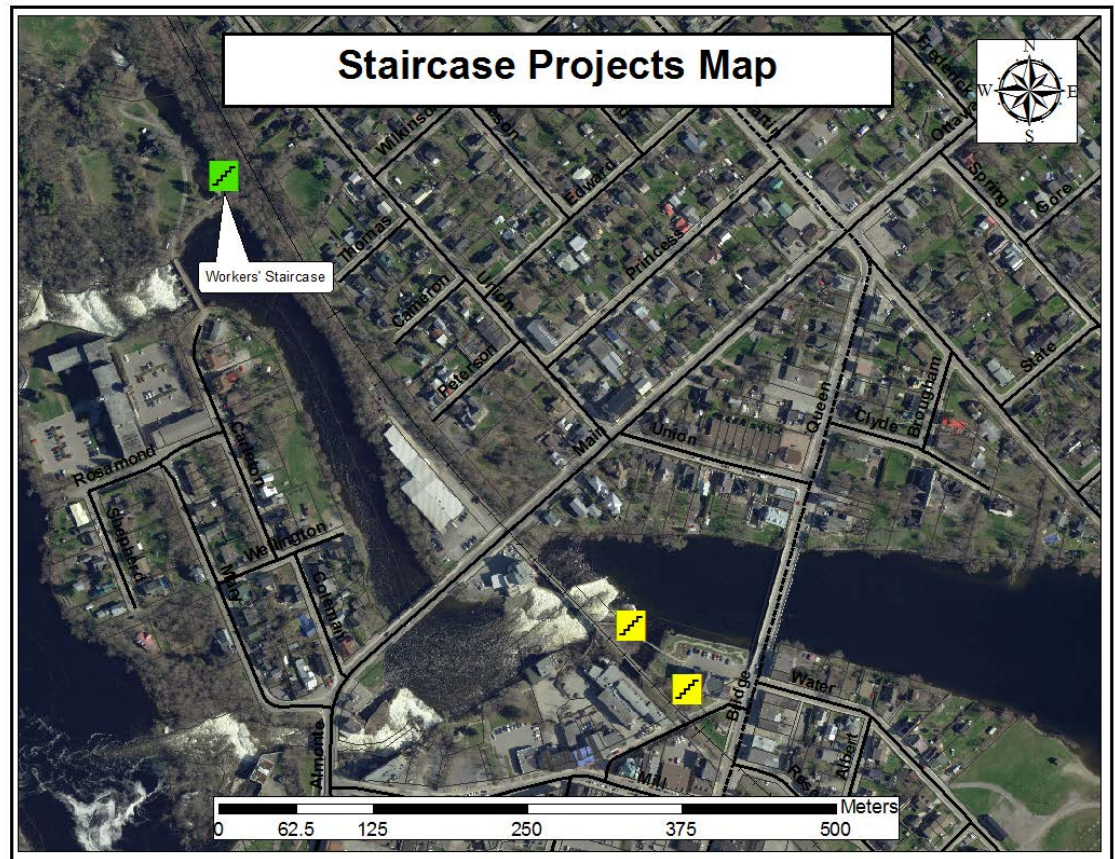 Staircase Projects Map
N
W E
S
Frederick
Ottawa
Wilkinson
Edward
Spring
Gore
Thomas
Princess
Workers' Staircase
Cameron
Union
Peterson
State
Brougham
Queen
Clyde
Main
Union
Carleton
Rosamond
Shepherd
Wellington
Mary
Coleman
Water
Bridge
Almonte
Albert
Mill
Meters
0 62.5 125 250 375 500